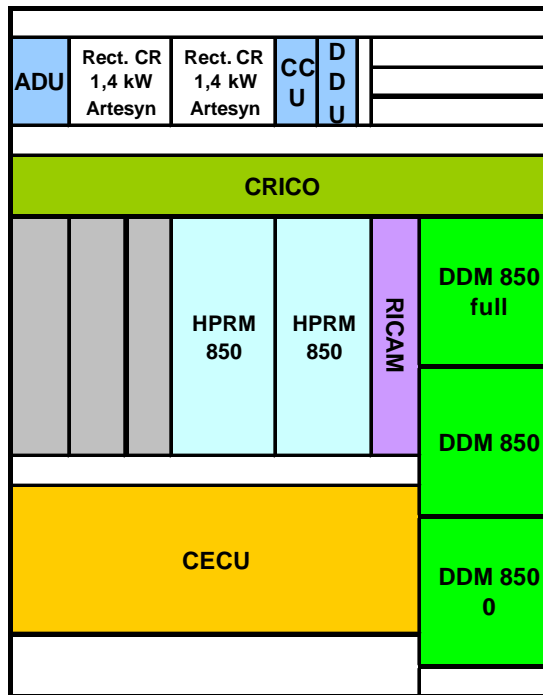 ADU
Rect. CR
1,4 kW
Artesyn
Rect. CR
1,4 kW
Artesyn
CC
U
D
D
U
CRICO
HPRM
850
HPRM
850
RICAM
DDM 850
full
DDM 850
CECU
DDM 850
0